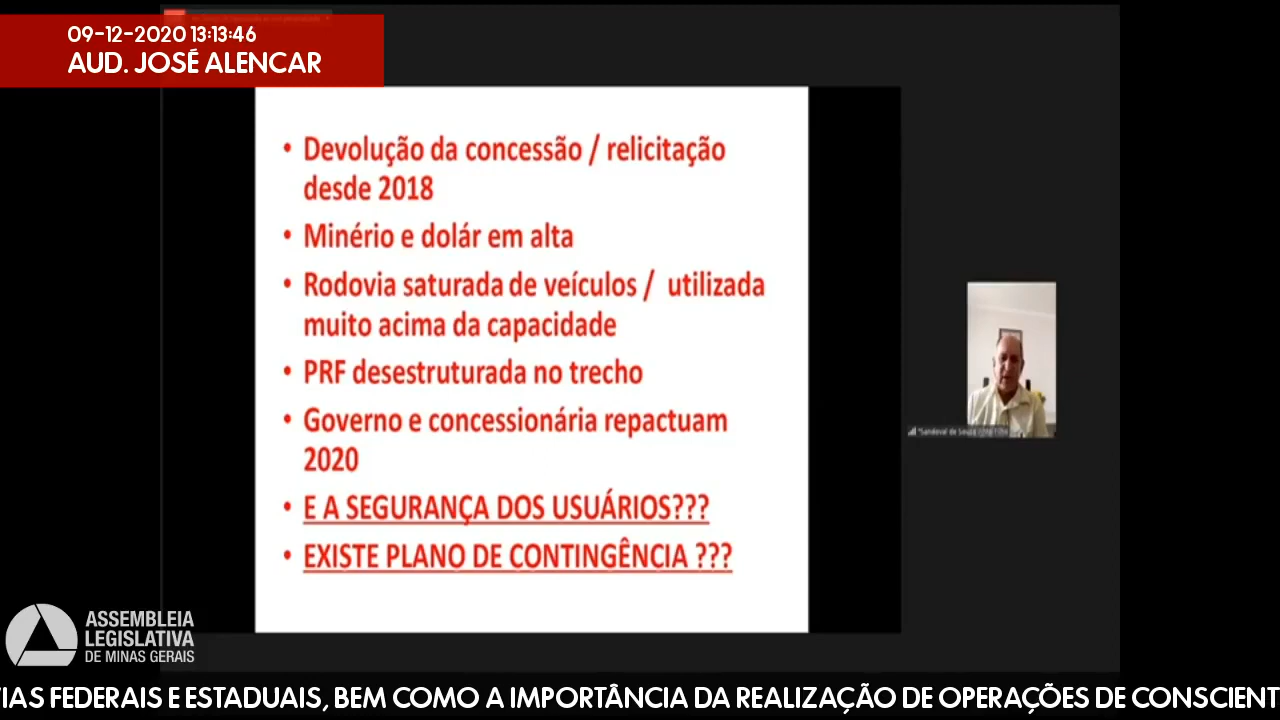 09-12-2020 13:13:46
AUD. JOSÉ ALENCAR
• Devolução da concessão / relicitação
desde 2018
• Minério e dolár em alta
• Rodovia saturada de veículos / utilizada
muito acima da capacidade
• PRF desestruturada no trecho
• Governo e concessionária repactuam
2020
• E A SEGURANÇA DOS USUÁRIOS???
• EXISTE PLANO DE CONTINGÊNCIA ???
*Sandoval de Souza
ASSEMBLEIA
LEGISLATIVA
DE MINAS GERAIS
IAS FEDERAIS E ESTADUAIS, BEM COMO A IMPORTÂNCIA DA REALIZAÇÃO DE OPERAÇÕES DE CONSCIENT